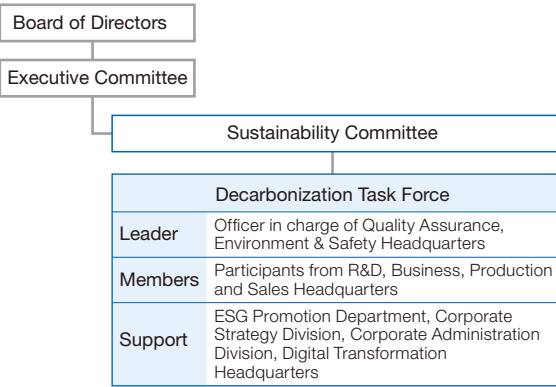 Board of Directors
Executive Committee
Sustainability Committee
Decarbonization Task Force
Leader
Officer in charge of Quality Assurance,
Environment & Safety Headquarters
Members
Participants from R&D, Business, Production
and Sales Headquarters
Support
ESG Promotion Department, Corporate
Strategy Division, Corporate Administration
Division, Digital Transformation
Headquarters